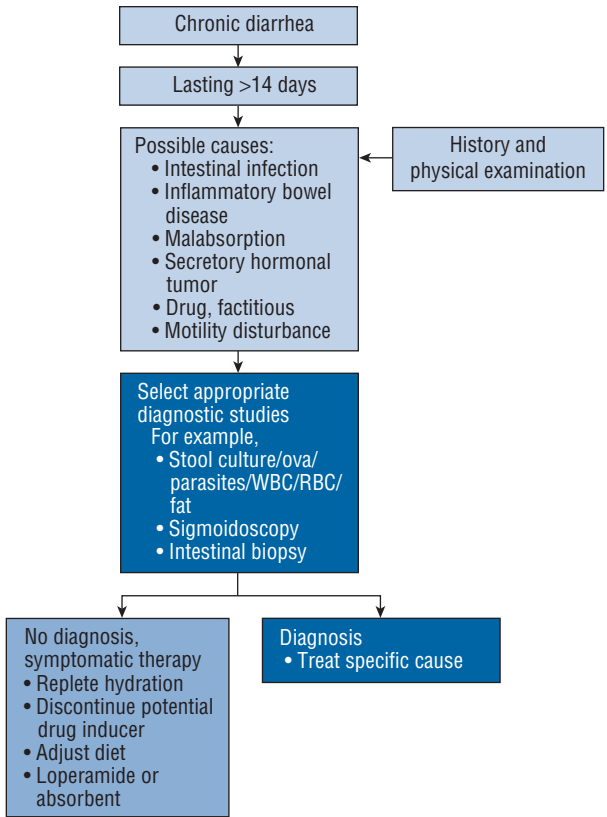 Chronic diarrhea
Lasting >14 days
Possible causes:
• Intestinal infection
• Inflammatory bowel
disease
• Malabsorption
• Secretory hormonal
tumor
• Drug, factitious
• Motility disturbance
History and
physical examination
Select appropriate
diagnostic studies
For example,
• Stool culture/ova/
parasites/WBC/RBC/
fat
• Sigmoidoscopy
• Intestinal biopsy
No diagnosis,
symptomatic therapy
• Replete hydration
• Discontinue potential
drug inducer
• Adjust diet
• Loperamide or
absorbent
Diagnosis
• Treat specific cause